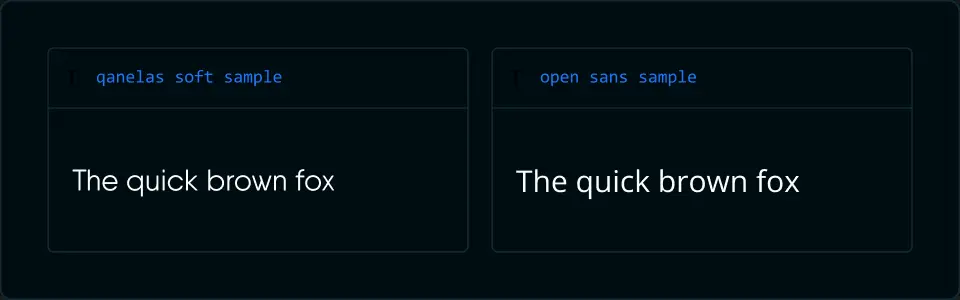 T qanelas soft sample
T open sans sample
The quick brown fox
The quick brown fox